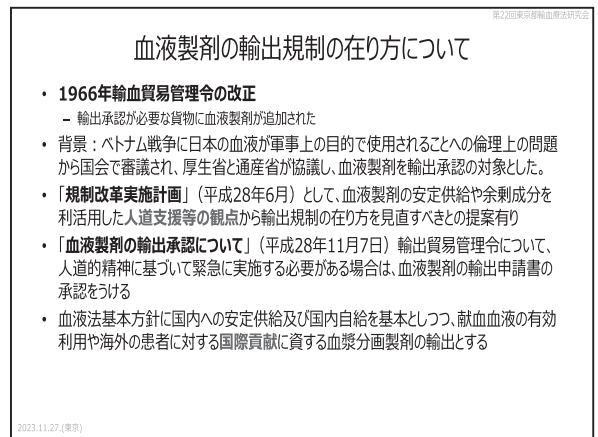 第22回東京都輸血療法研究会
血液製剤の輸出規制の在り方について
• 1966年輸血貿易管理令の改正
– 輸出承認が必要な貨物に血液製剤が追加された
• 背景：ベトナム戦争に日本の血液が軍事上の目的で使用されることへの倫理上の問題
から国会で審議され、厚生省と通産省が協議し、血液製剤を輸出承認の対象とした。
• 「規制改革実施計画」（平成28年6月）として、血液製剤の安定供給や余剰成分を
利活用した人道支援等の観点から輸出規制の在り方を見直すべきとの提案有り
• 「血液製剤の輸出承認について」（平成28年11月7日）輸出貿易管理令について、
人道的精神に基づいて緊急に実施する必要がある場合は、血液製剤の輸出申請書の
承認をうける
• 血液法基本方針に国内への安定供給及び国内自給を基本としつつ、献血血液の有効
利用や海外の患者に対する国際貢献に資する血漿分画製剤の輸出とする
2023.11.27.(東京)